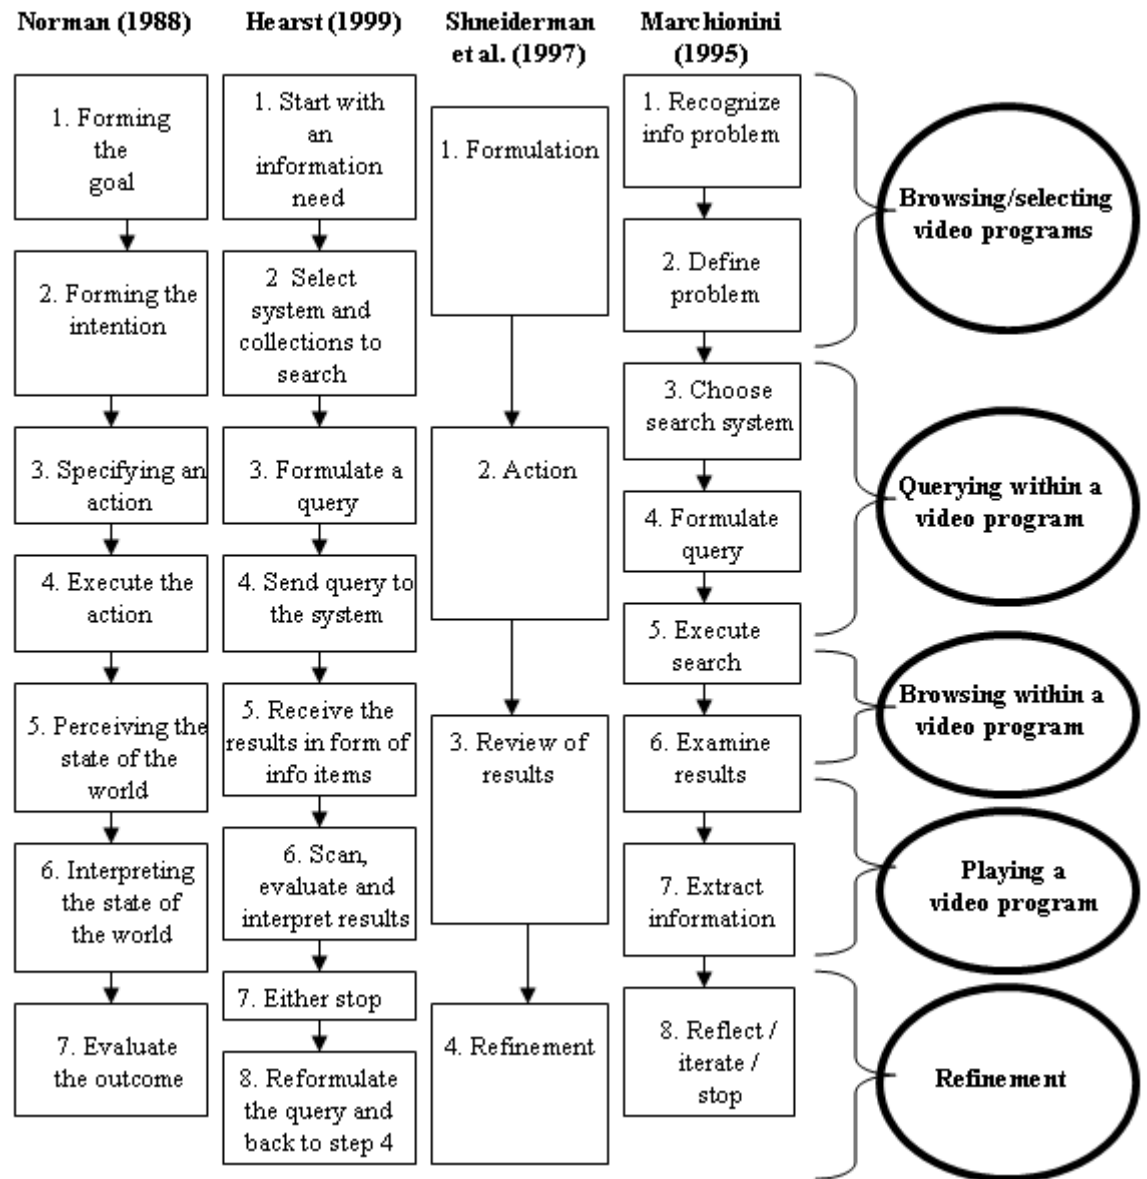 Norman (1988)
Hearst (1999)
Shneiderman
et al. (1997)
Marchionini
(1995)
1. Forming
the
goal
2. Forming the
intention
3. Specifying an
action
4. Execute the
action
5. Perceiving the
state of the
world
6. Interpreting
the state of
the world
7. Evaluate
the outcome
1. Start with
an
information
need
2 Select
system and
collections to
search
3. Formulate a
query
4. Send query to
the system
5. Receive the
results in form of
info items
6. Scan,
evaluate and
interpret results
7. Either stop
8. Reformulate
the query and
back to step 4
1. Formulation
2. Action
3. Review of
results
4. Refinement
1. Recognize
info problem
2. Define
problem
3. Choose
search system
4. Formulate
query
5. Execute
search
6. Examine
results
7. Extract
information
8. Reflect /
iterate /
stop
Browsing/selecting
video programs
Querying within a
video program
Browsing within a
video program
Playing a
video program
Refinement